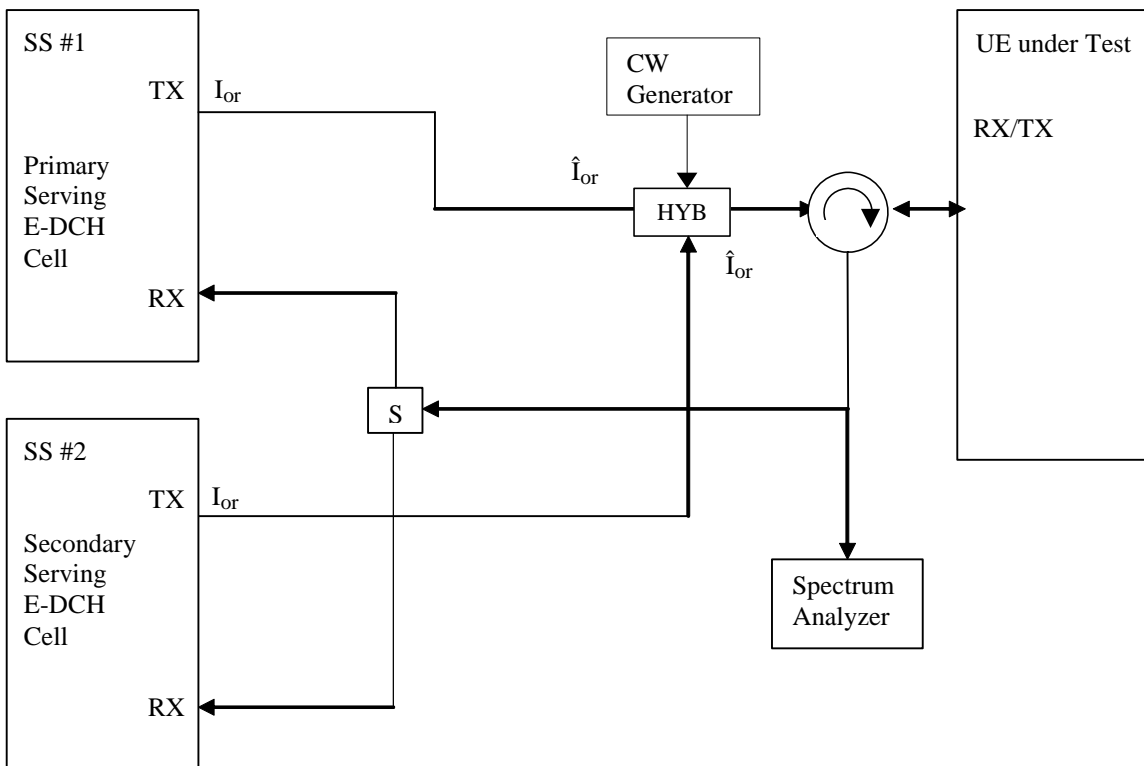 SS #1
TX
I_or
Primary
Serving
E-DCH
Cell
RX
CW
Generator
Î_or
HYB
Î_or
UE under Test
RX/TX
S
SS #2
TX
I_or
Secondary
Serving
E-DCH
Cell
RX
Spectrum
Analyzer